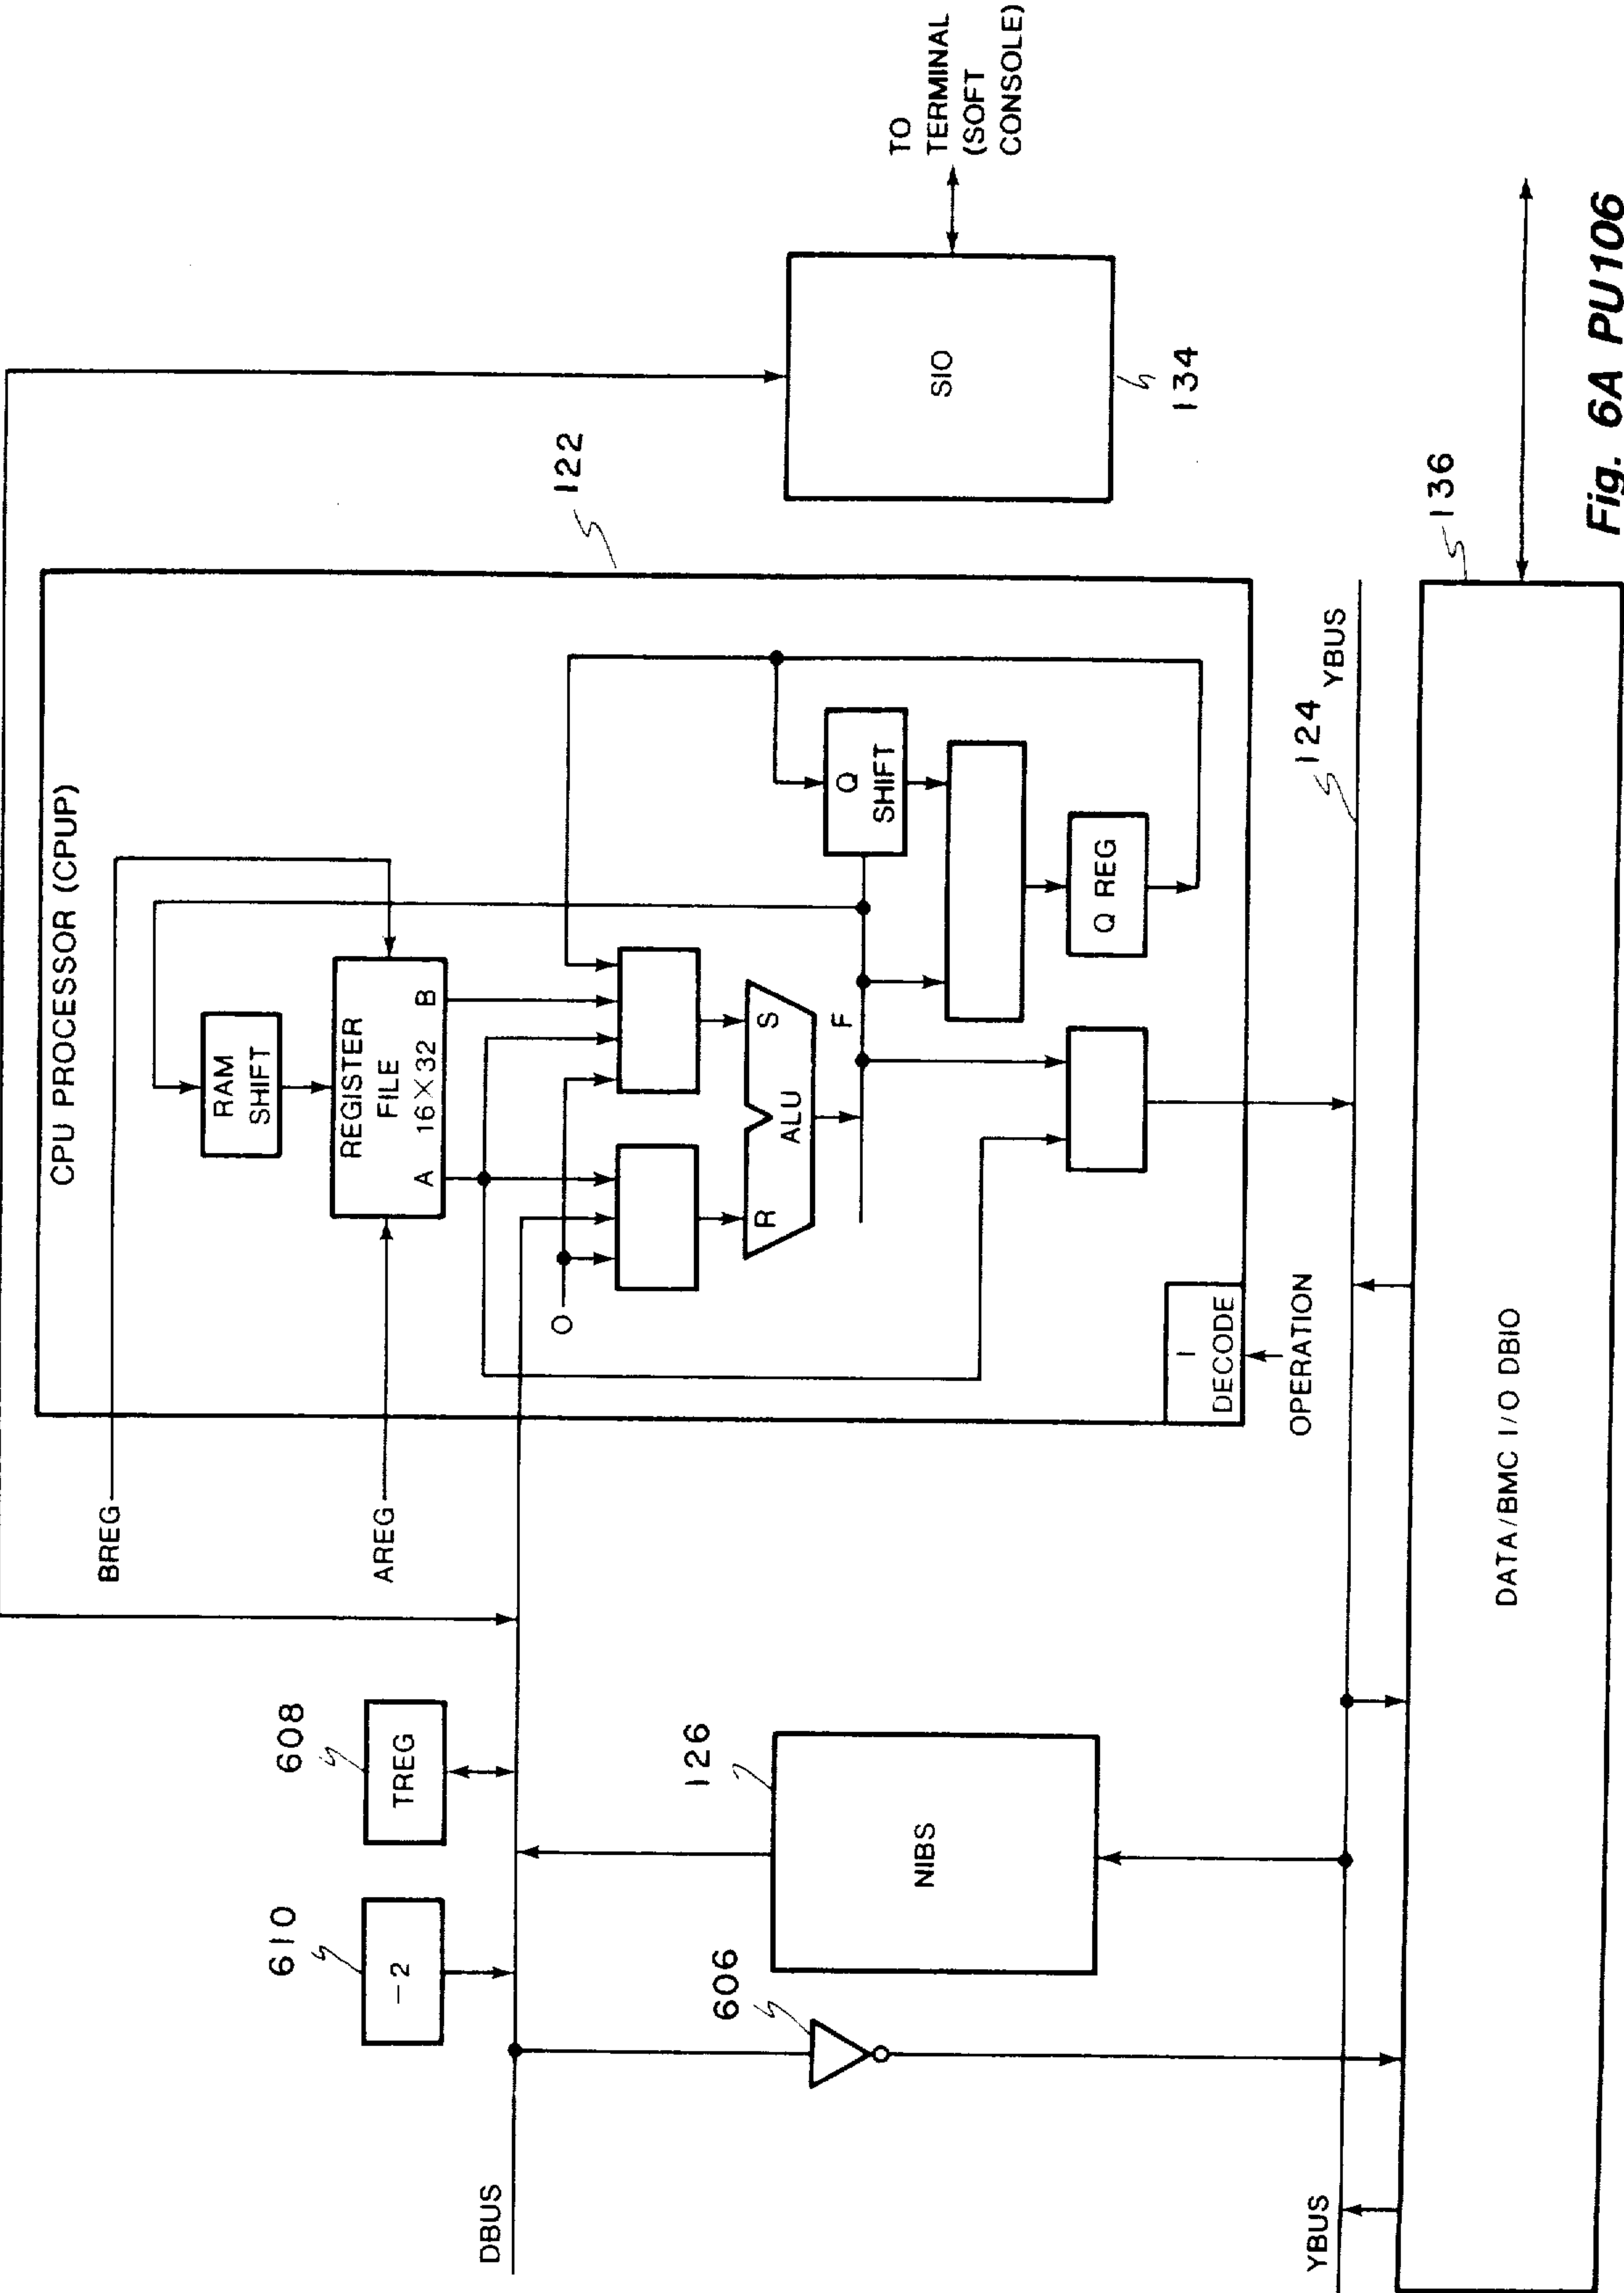 CPU PROCESSOR (CPUP)
BREG
AREG
RAM
SHIFT
REGISTER
FILE
16×32
A
B
122
O
R
S
ALU
F
Q
SHIFT
Q REG
I
DECODE
OPERATION
SIO
134
TO
TERMINAL
(SOFT
CONSOLE)
610
-2
608
TREG
DBUS
126
NIBS
606
YBUS
124
YBUS
136
DATA/BMC I/O DBIO
Fig. 6A PU106